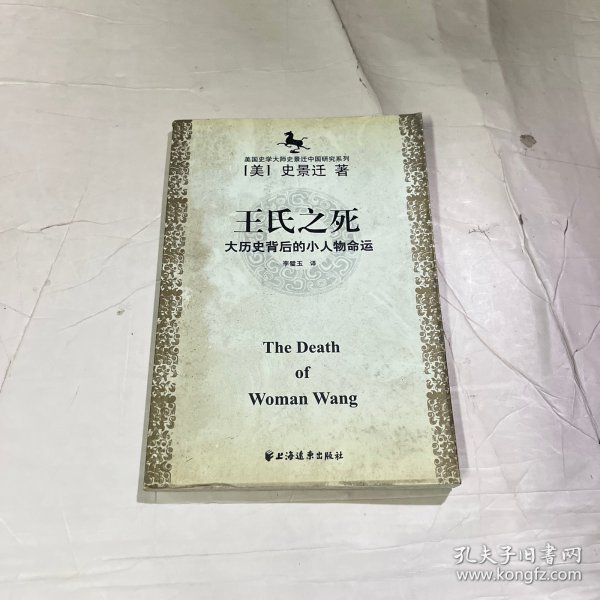 美国史学大师史景迁中国研究系列
[美] 史景迁 著
王氏之死
大历史背后的小人物命运
李璧玉 译
The Death
of
Woman Wang
上海远东出版社
孔夫子旧书网
www.kongfz.com